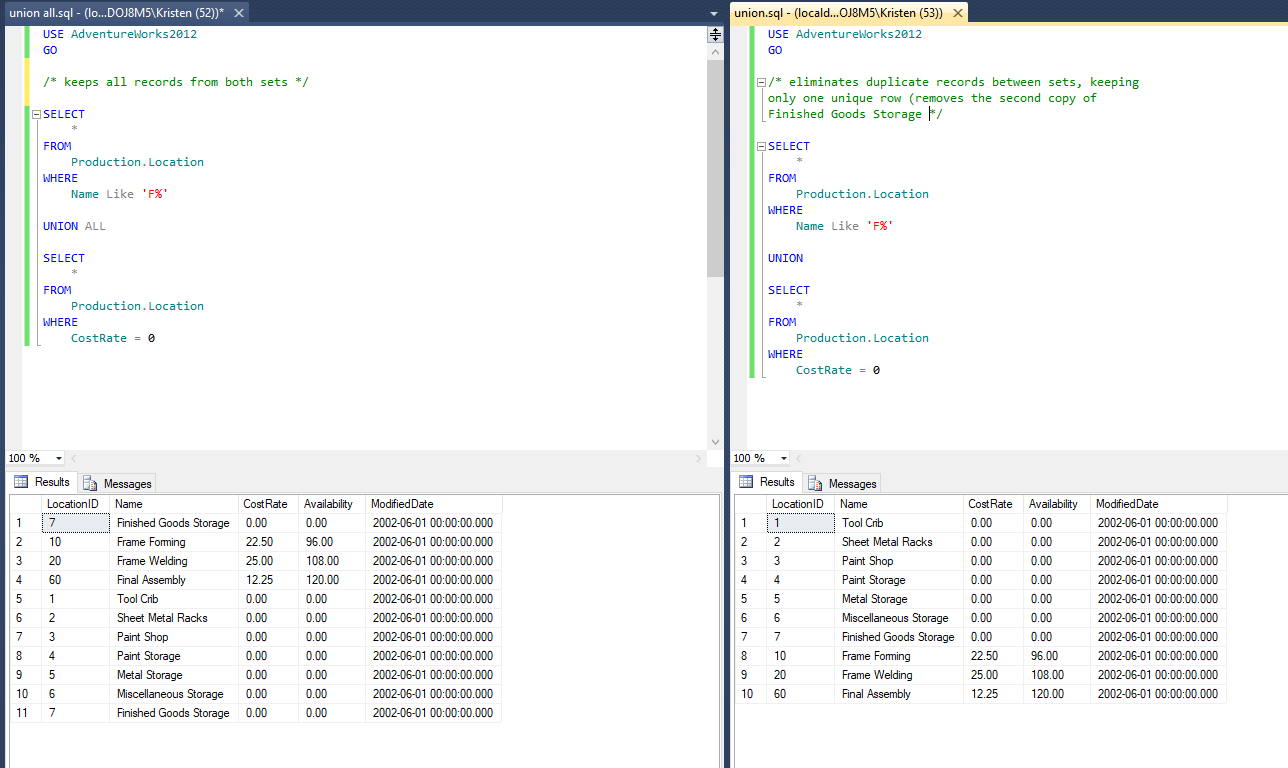 union all.sql - (lo...DOJ8M5\Kristen (52))*
USE AdventureWorks2012
GO
/* keeps all records from both sets */
SELECT
*
FROM
Production.Location
WHERE
Name Like 'F%'
UNION ALL
SELECT
*
FROM
Production.Location
WHERE
CostRate = 0
100 %
Results Messages
LocationID Name CostRate Availability ModifiedDate
1 7 Finished Goods Storage 0.00 0.00 2002-06-01 00:00:00.000
2 10 Frame Forming 22.50 96.00 2002-06-01 00:00:00.000
3 20 Frame Welding 25.00 108.00 2002-06-01 00:00:00.000
4 60 Final Assembly 12.25 120.00 2002-06-01 00:00:00.000
5 1 Tool Crib 0.00 0.00 2002-06-01 00:00:00.000
6 2 Sheet Metal Racks 0.00 0.00 2002-06-01 00:00:00.000
7 3 Paint Shop 0.00 0.00 2002-06-01 00:00:00.000
8 4 Paint Storage 0.00 0.00 2002-06-01 00:00:00.000
9 5 Metal Storage 0.00 0.00 2002-06-01 00:00:00.000
10 6 Miscellaneous Storage 0.00 0.00 2002-06-01 00:00:00.000
11 7 Finished Goods Storage 0.00 0.00 2002-06-01 00:00:00.000
union.sql - (locald...OJ8M5\Kristen (53))
USE AdventureWorks2012
GO
/* eliminates duplicate records between sets, keeping
only one unique row (removes the second copy of
Finished Goods Storage */
SELECT
*
FROM
Production.Location
WHERE
Name Like 'F%'
UNION
SELECT
*
FROM
Production.Location
WHERE
CostRate = 0
100 %
Results Messages
LocationID Name CostRate Availability ModifiedDate
1 1 Tool Crib 0.00 0.00 2002-06-01 00:00:00.000
2 2 Sheet Metal Racks 0.00 0.00 2002-06-01 00:00:00.000
3 3 Paint Shop 0.00 0.00 2002-06-01 00:00:00.000
4 4 Paint Storage 0.00 0.00 2002-06-01 00:00:00.000
5 5 Metal Storage 0.00 0.00 2002-06-01 00:00:00.000
6 6 Miscellaneous Storage 0.00 0.00 2002-06-01 00:00:00.000
7 7 Finished Goods Storage 0.00 0.00 2002-06-01 00:00:00.000
8 10 Frame Forming 22.50 96.00 2002-06-01 00:00:00.000
9 20 Frame Welding 25.00 108.00 2002-06-01 00:00:00.000
10 60 Final Assembly 12.25 120.00 2002-06-01 00:00:00.000